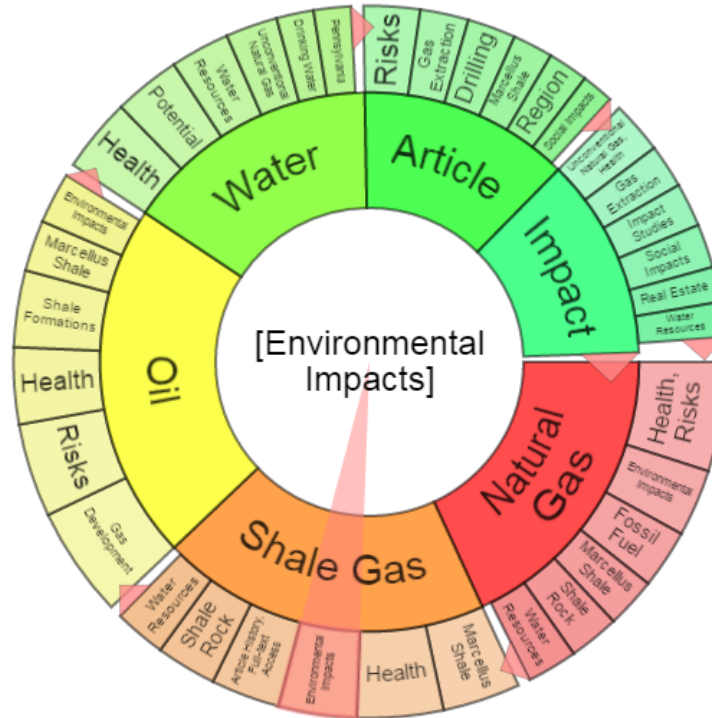 [Environmental
Impacts]
Water
Article
Impact
Natural
Gas
Shale Gas
Oil
Health
Potential
Water
Resources
Unconventional
Natural Gas
Drinking Water
Pennsylvania
Risks
Gas
Extraction
Drilling
Marcellus
Shale
Region
Social Impacts
Unconventional
Natural Gas,
Health
Gas
Extraction
Impact
Studies
Social
Impacts
Real Estate
Water
Resources
Health,
Risks
Environmental
Impacts
Fossil
Fuel
Marcellus
Shale
Shale
Rock
Water
Resources
Marcellus
Shale
Health
Environmental
Impacts
Article History:
Full-text
Access
Shale
Rock
Water
Resources
Gas
Development
Risks
Health
Shale
Formations
Marcellus
Shale
Environmental
Impacts